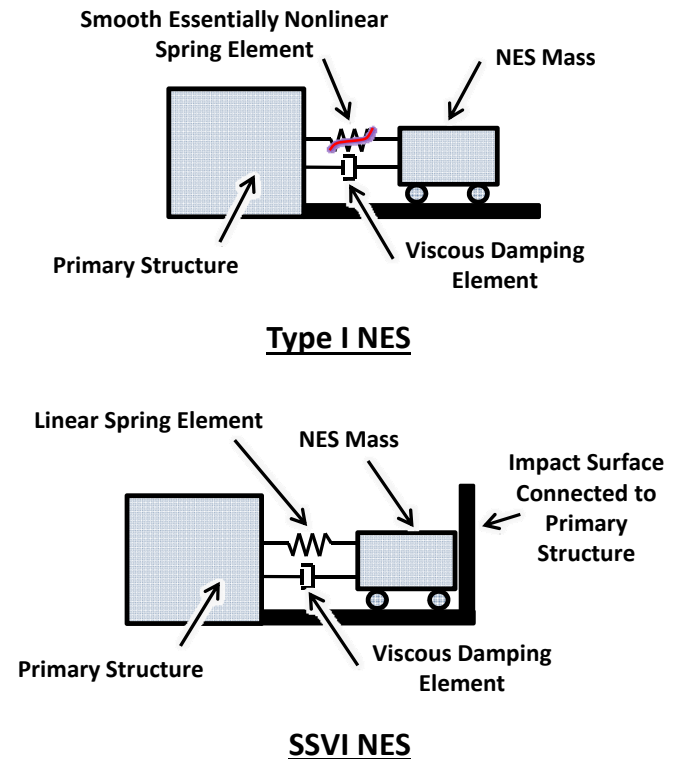 Smooth Essentially Nonlinear
Spring Element
NES Mass
Primary Structure
Viscous Damping
Element
Type I NES
Linear Spring Element
NES Mass
Impact Surface
Connected to
Primary
Structure
Primary Structure
Viscous Damping
Element
SSVI NES